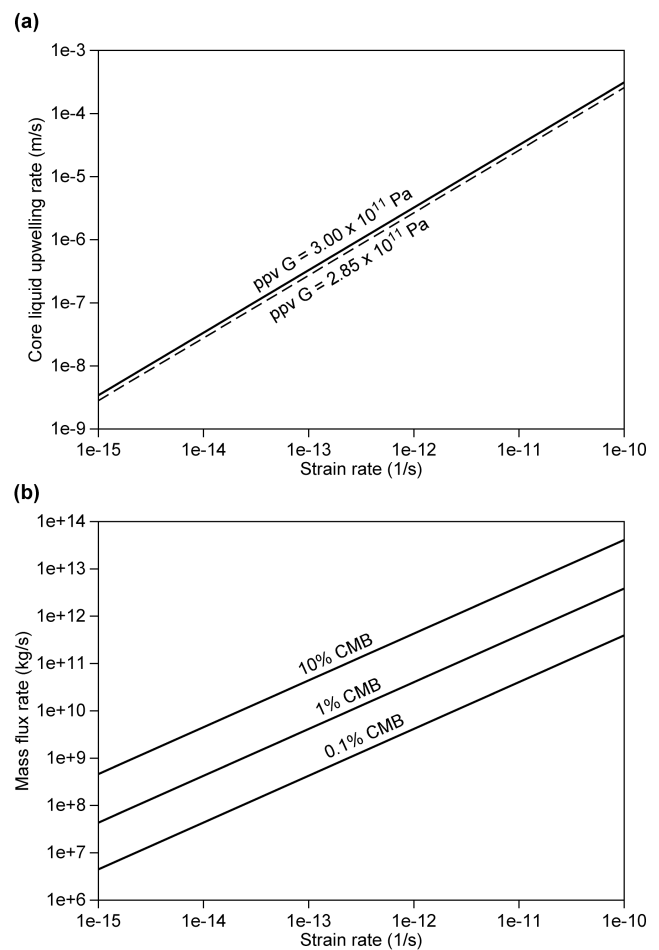 (a)
1e-3
1e-4
1e-5
1e-6
1e-7
1e-8
1e-9
Core liquid upwelling rate (m/s)
ppv G = 3.00 x 10¹¹ Pa
ppv G = 2.85 x 10¹¹ Pa
1e-15 1e-14 1e-13 1e-12 1e-11 1e-10
Strain rate (1/s)
(b)
1e+14
1e+13
1e+12
1e+11
1e+10
1e+9
1e+8
1e+7
1e+6
Mass flux rate (kg/s)
10% CMB
1% CMB
0.1% CMB
1e-15 1e-14 1e-13 1e-12 1e-11 1e-10
Strain rate (1/s)